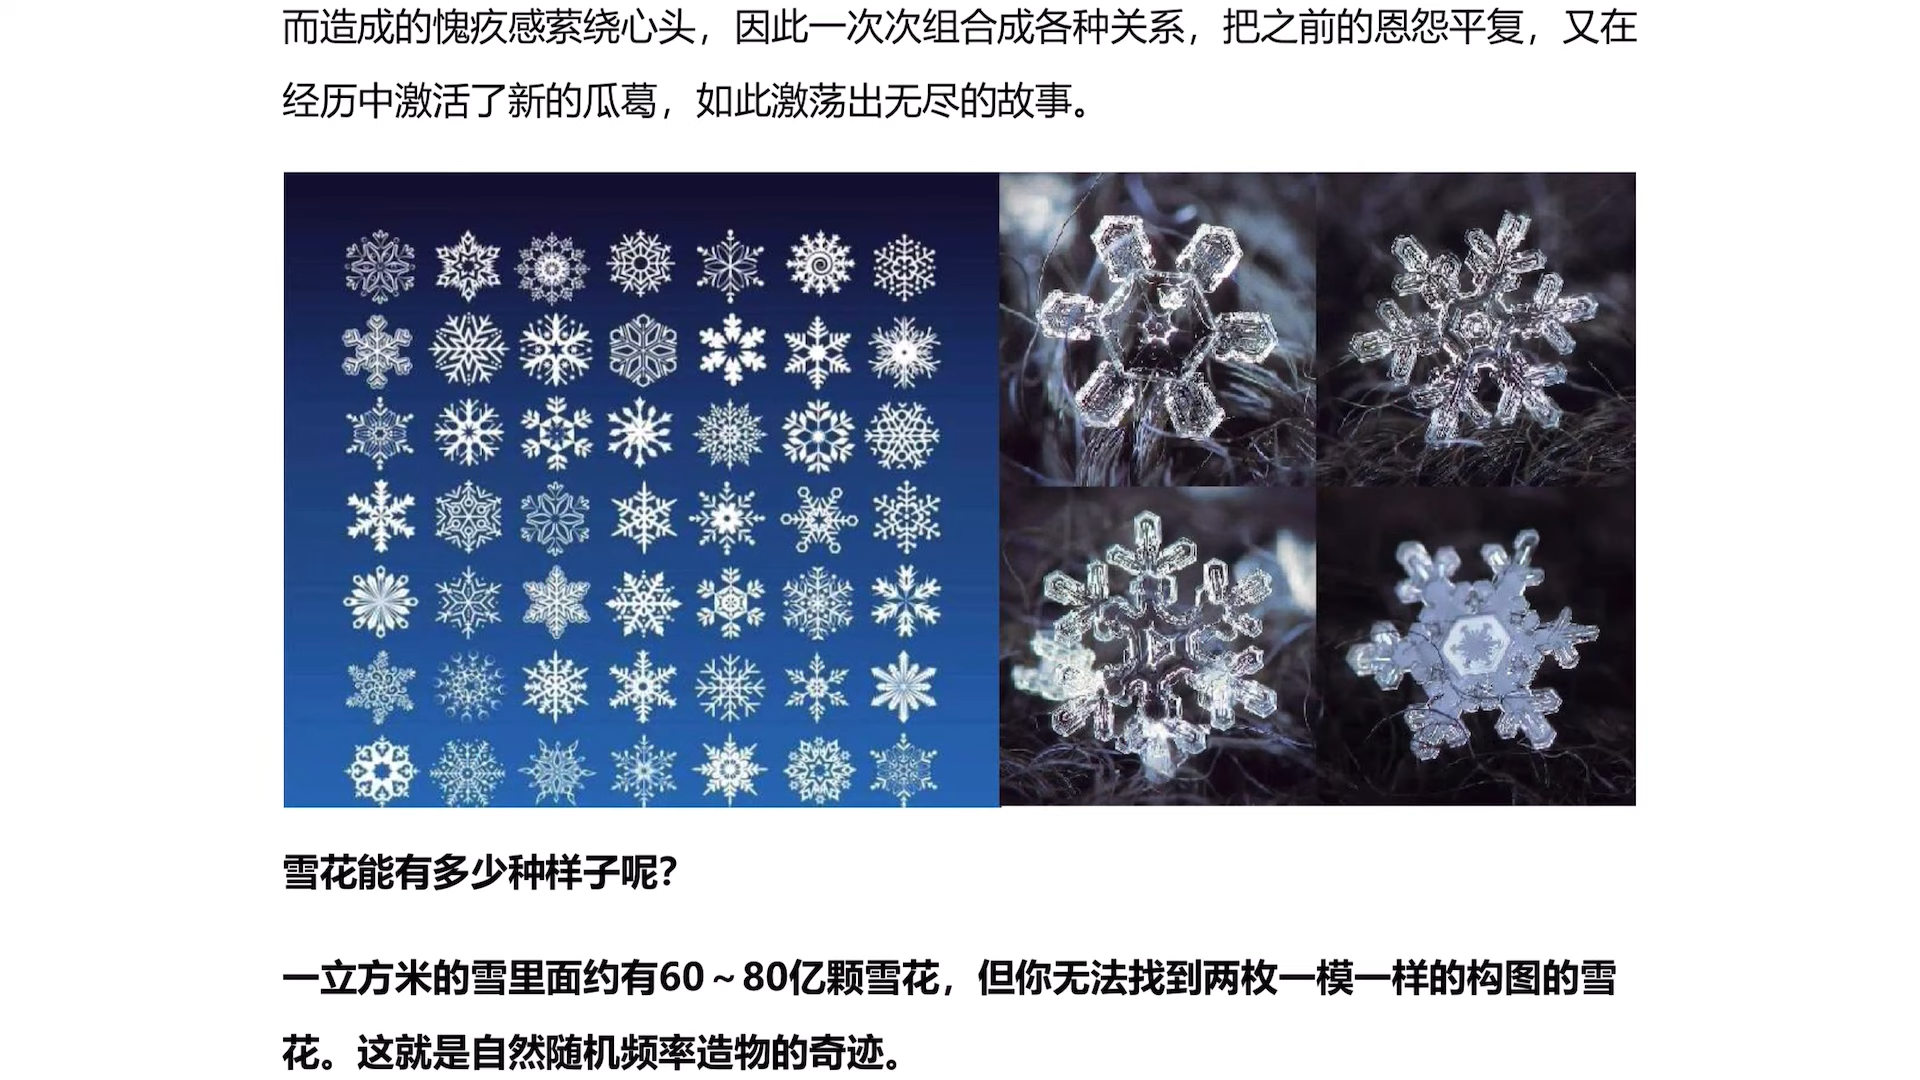 而造成的愧疚感萦绕心头，因此一次次组合成各种关系，把之前的恩怨平复，又在
经历中激活了新的瓜葛，如此激荡出无尽的故事。
雪花能有多少种样子呢？
一立方米的雪里面约有60～80亿颗雪花，但你无法找到两枚一模一样的构图的雪
花。这就是自然随机频率造物的奇迹。